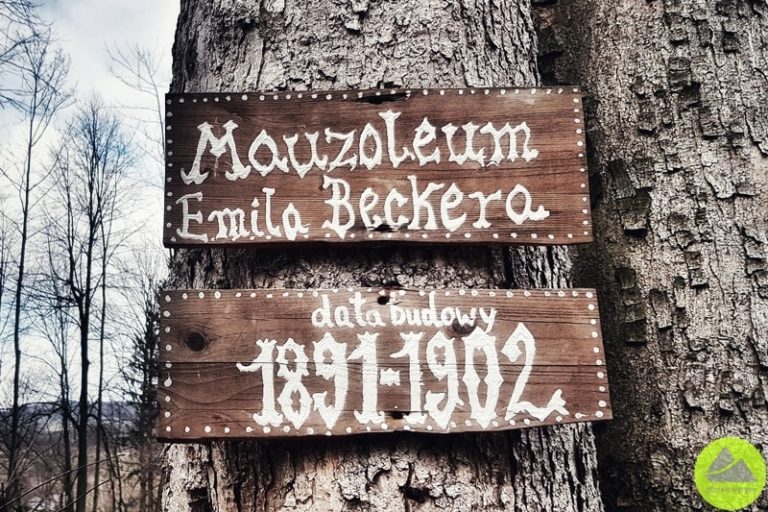 Mauzoleum
Emila Beckera
data budowy
1891-1902